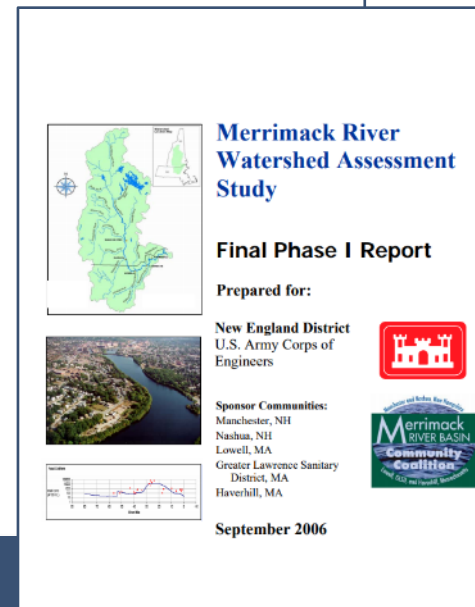 Merrimack River
Watershed Assessment
Study
Final Phase I Report
Prepared for:
New England District
U.S. Army Corps of
Engineers
Sponsor Communities:
Manchester, NH
Nashua, NH
Lowell, MA
Greater Lawrence Sanitary
District, MA
Haverhill, MA
Merrimack
RIVER BASIN
Community
Coalition
September 2006